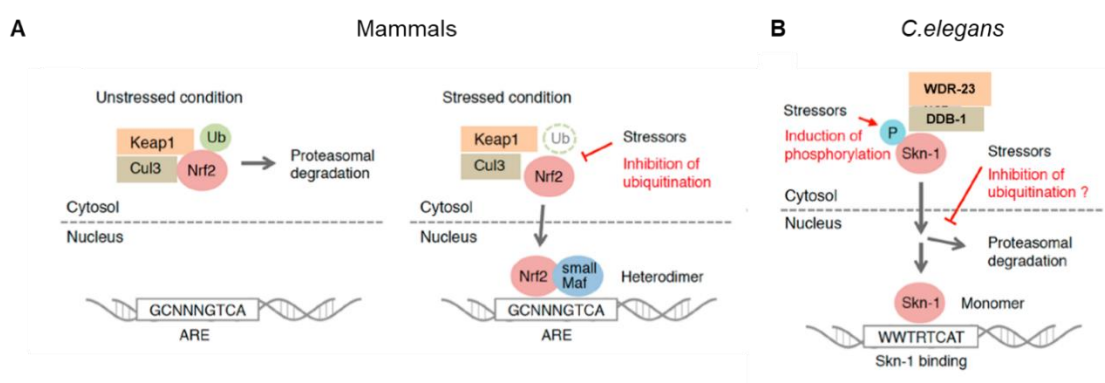 A
Mammals
Unstressed condition
Keap1
Ub
Cul3
Nrf2
Proteasomal
degradation
Cytosol
Nucleus
GCNNNGTCA
ARE
Stressed condition
Keap1
Ub
Cul3
Nrf2
Stressors
Inhibition of
ubiquitination
Cytosol
Nucleus
Nrf2
small
Maf
Heterodimer
GCNNNGTCA
ARE
B
C.elegans
WDR-23
DDB-1
Stressors
P
Induction of
phosphorylation
Skn-1
Stressors
Inhibition of
ubiquitination ?
Cytosol
Nucleus
Proteasomal
degradation
Skn-1
Monomer
WWTRTCAT
Skn-1 binding